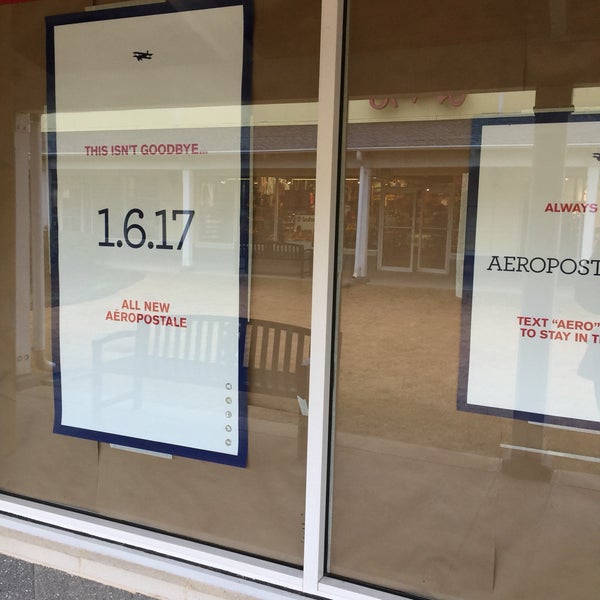 THIS ISN'T GOODBYE...
1.6.17
ALL NEW
AÉROPOSTALE
ALWAYS
AEROPOST
TEXT "AERO"
TO STAY IN